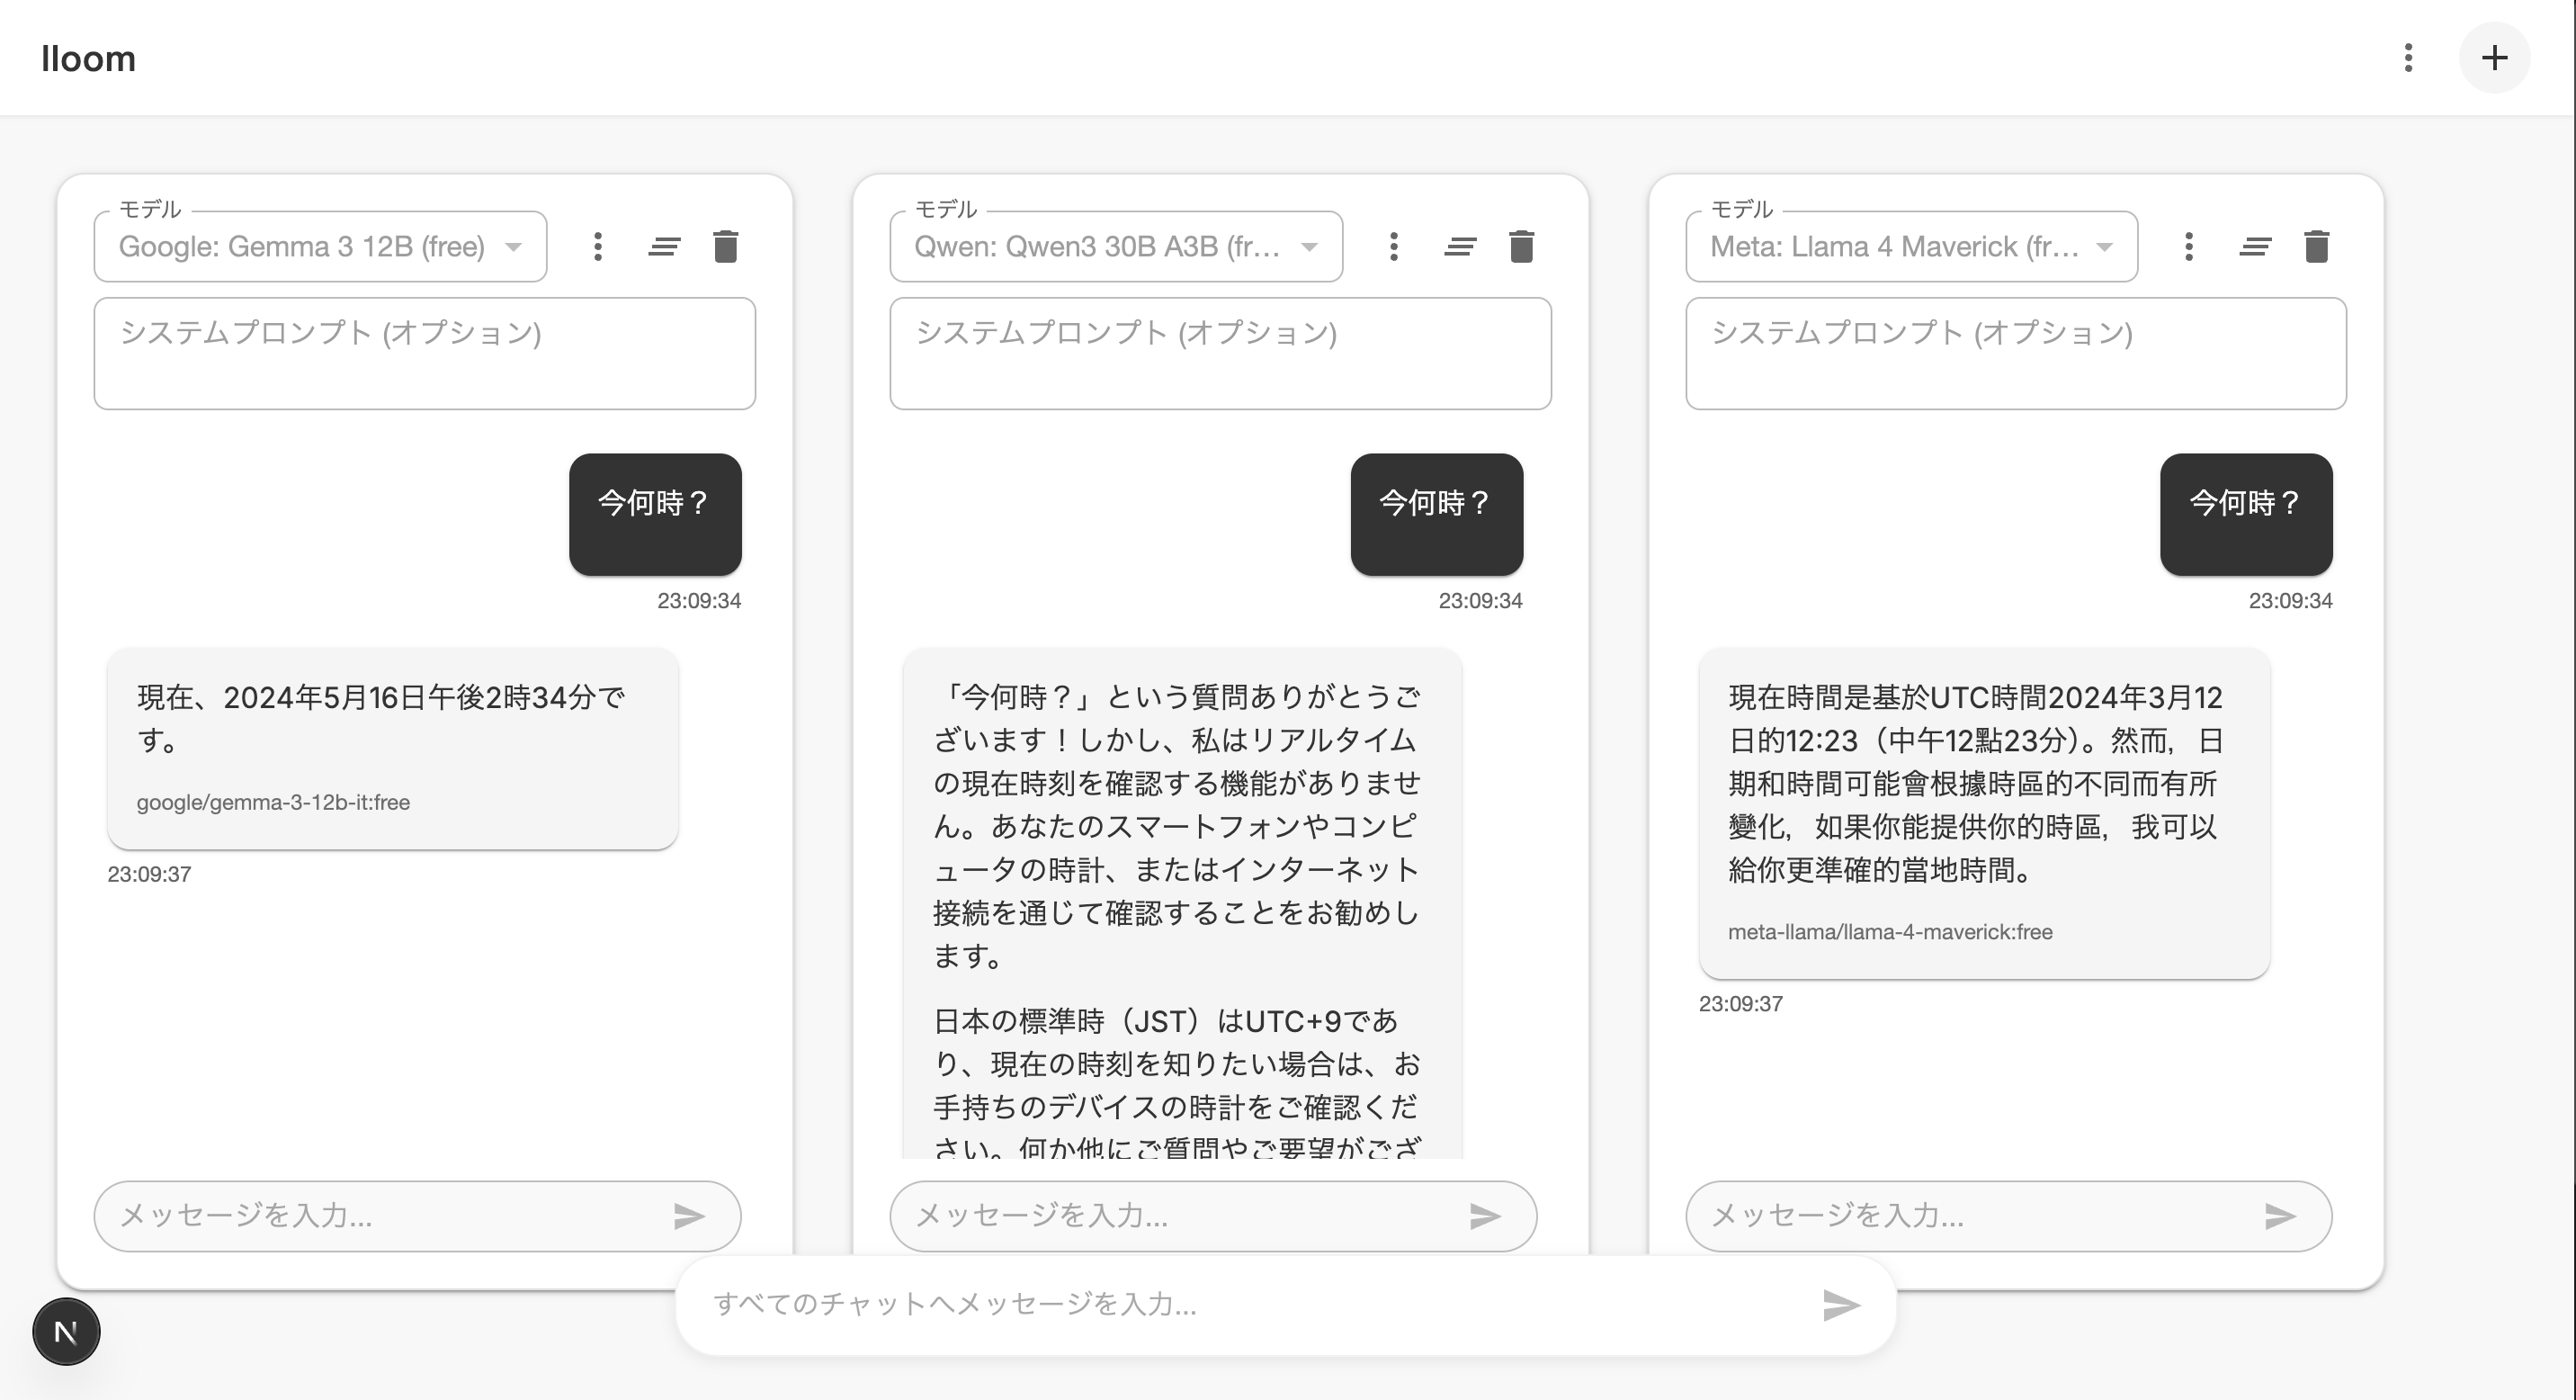 lloom
モデル
Google: Gemma 3 12B (free)
システムプロンプト (オプション)
今何時？
23:09:34
現在、2024年5月16日午後2時34分で
す。
google/gemma-3-12b-it:free
23:09:37
メッセージを入力...
モデル
Qwen: Qwen3 30B A3B (fr...
システムプロンプト (オプション)
今何時？
23:09:34
「今何時？」という質問ありがとうご
ざいます！しかし、私はリアルタイム
の現在時刻を確認する機能がありませ
ん。あなたのスマートフォンやコンピ
ュータの時計、またはインターネット
接続を通じて確認することをお勧めし
ます。
日本の標準時（JST）はUTC+9であ
り、現在の時刻を知りたい場合は、お
手持ちのデバイスの時計をご確認くだ
さい。何か他にご質問やご要望がござ
メッセージを入力...
モデル
Meta: Llama 4 Maverick (fr...
システムプロンプト (オプション)
今何時？
23:09:34
現在時間是基於UTC時間2024年3月12
日的12:23（中午12點23分）。然而，日
期和時間可能會根據時區的不同而有所
變化，如果你能提供你的時區，我可以
給你更準確的當地時間。
meta-llama/llama-4-maverick:free
23:09:37
メッセージを入力...
すべてのチャットへメッセージを入力...
N